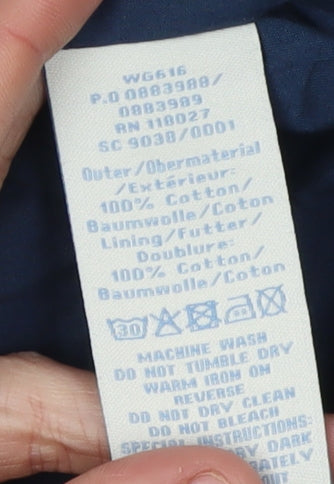 WG616
P.O 0883988/
0883989
RN 118027
SC 9038/0001
Outer/Obermaterial
/Extérieur:
100% Cotton/
Baumwolle/Coton
Lining/Futter/
Doublure:
100% Cotton/
Baumwolle/Coton
30
MACHINE WASH
DO NOT TUMBLE DRY
WARM IRON ON
REVERSE
DO NOT DRY CLEAN
DO NOT BLEACH
SPECIAL INSTRUCTIONS:
DARK